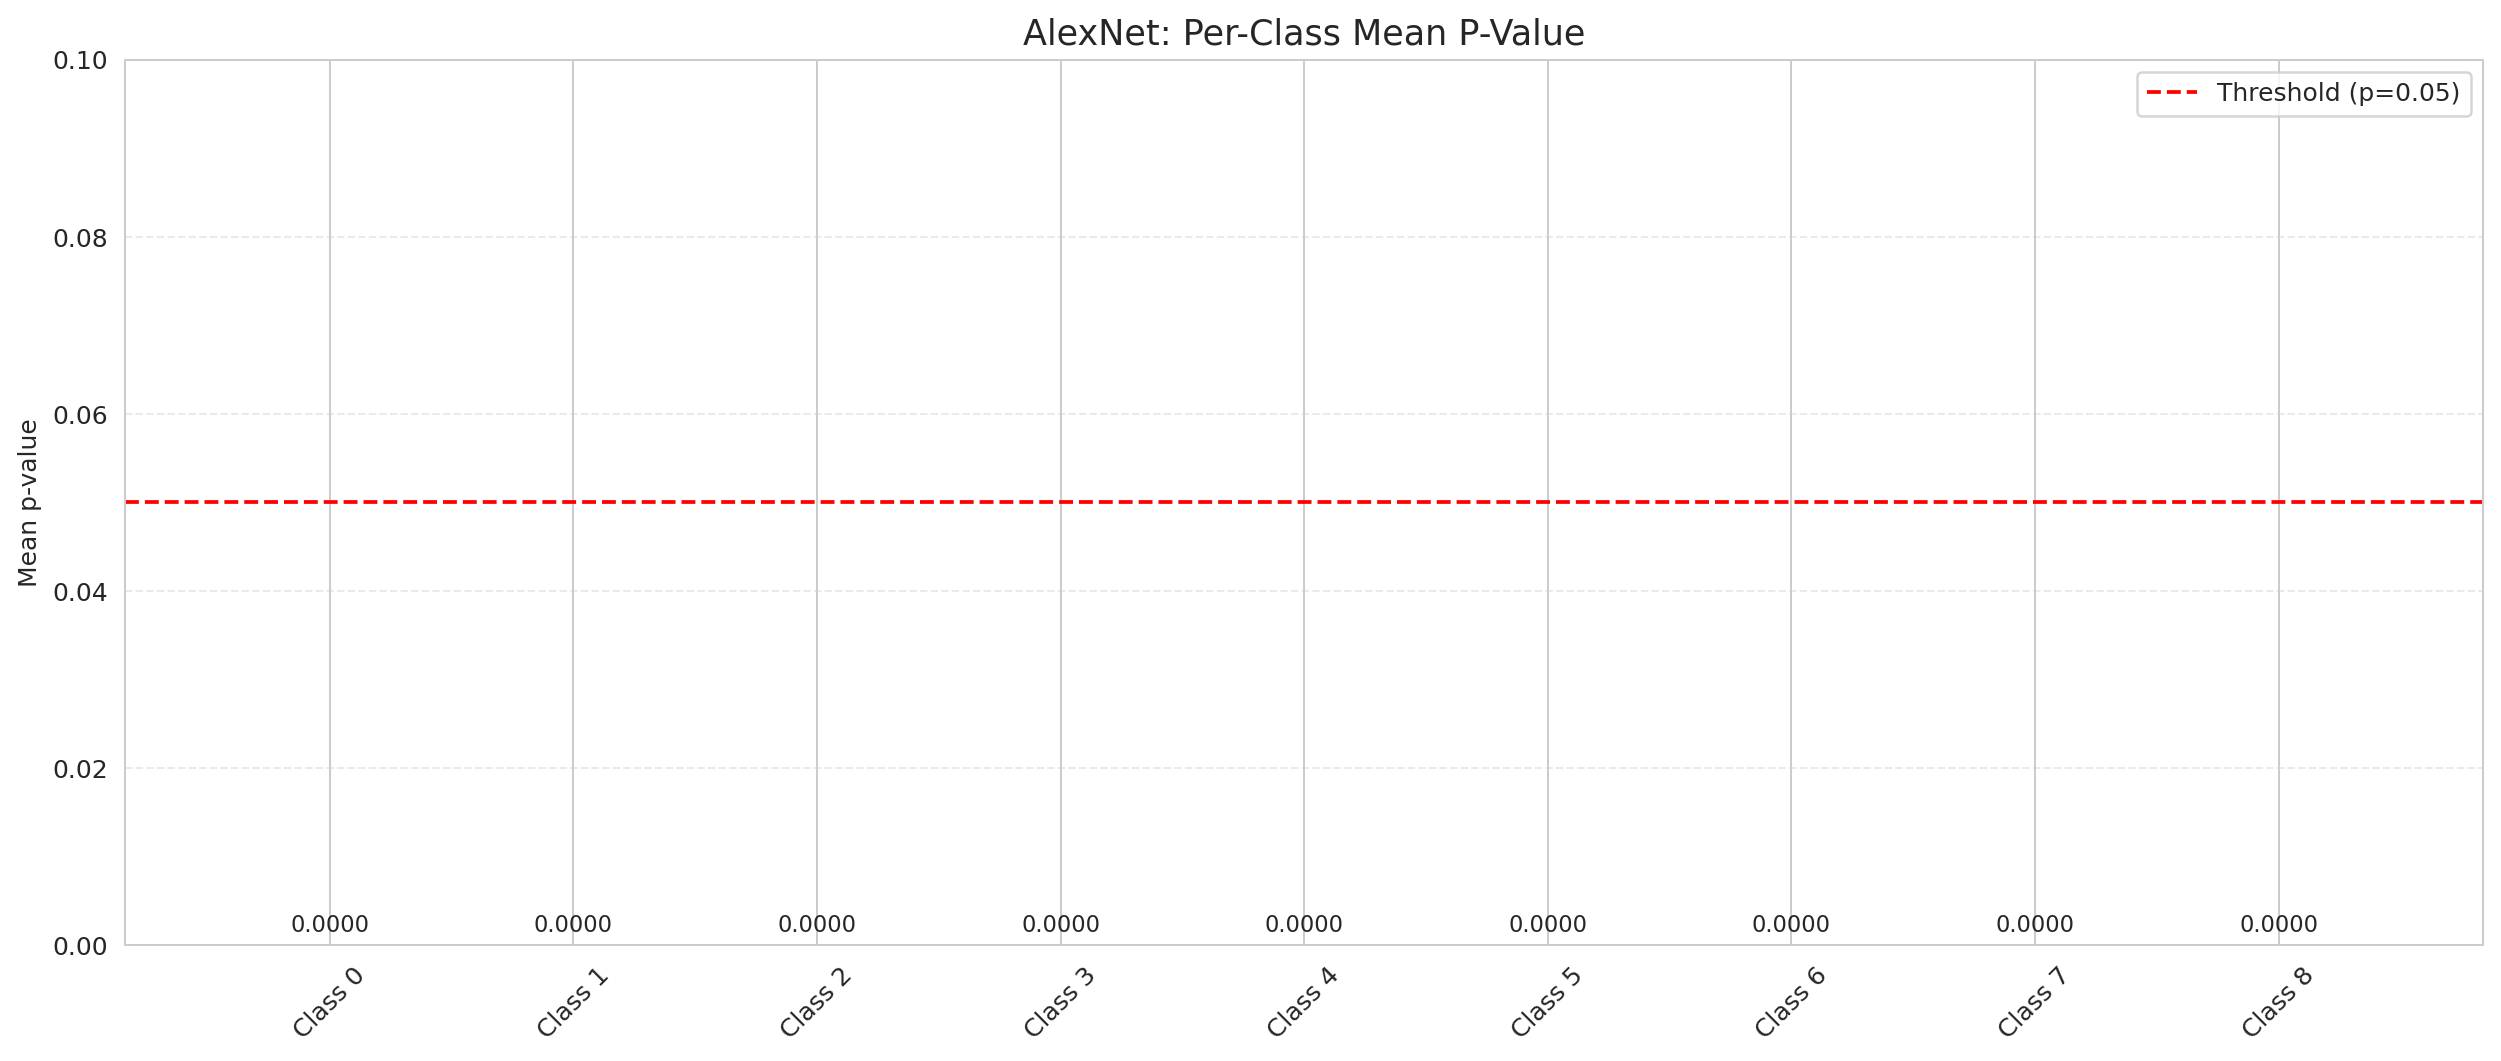 AlexNet: Per-Class Mean P-Value
Threshold (p=0.05)
Mean p-value
0.10
0.08
0.06
0.04
0.02
0.00
0.0000 0.0000 0.0000 0.0000 0.0000 0.0000 0.0000 0.0000 0.0000
Class 0 Class 1 Class 2 Class 3 Class 4 Class 5 Class 6 Class 7 Class 8